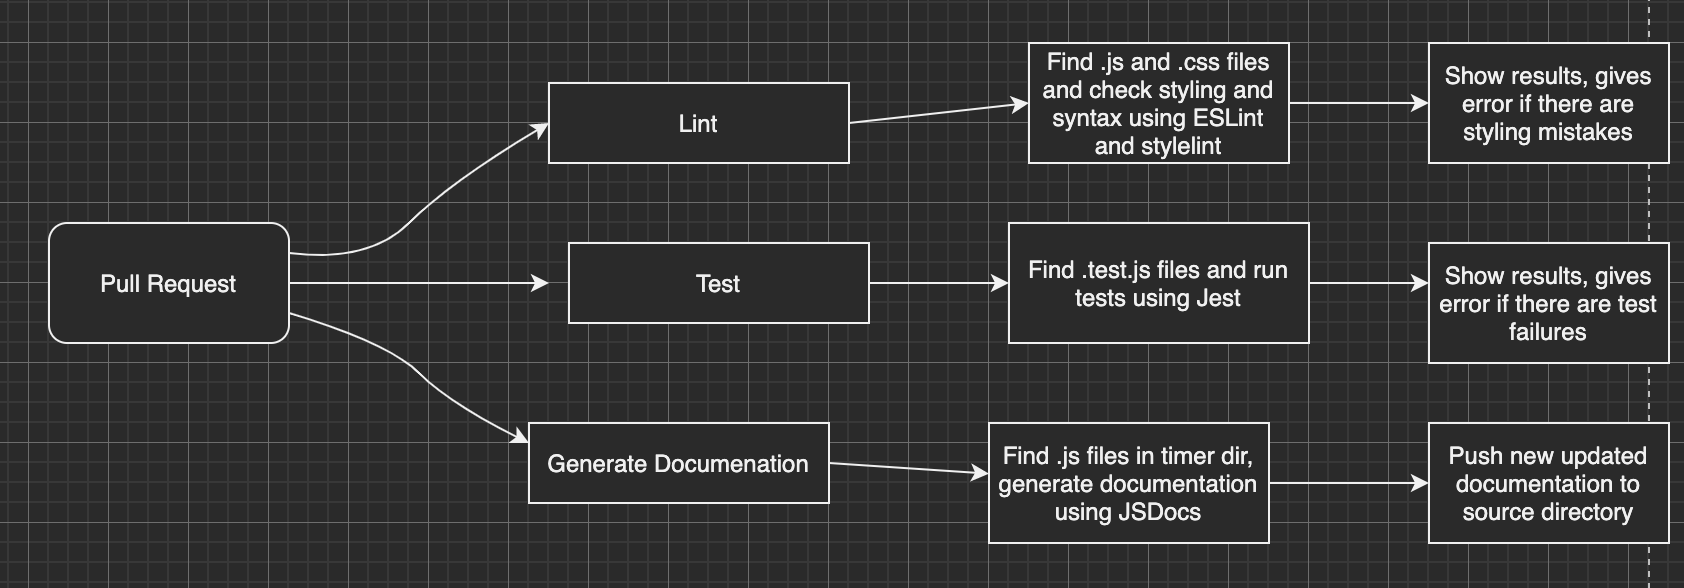 Pull Request
Lint
Find .js and .css files
and check styling and
syntax using ESLint
and stylelint
Show results, gives
error if there are
styling mistakes
Test
Find .test.js files and run
tests using Jest
Show results, gives
error if there are test
failures
Generate Documenation
Find .js files in timer dir,
generate documentation
using JSDocs
Push new updated
documentation to
source directory